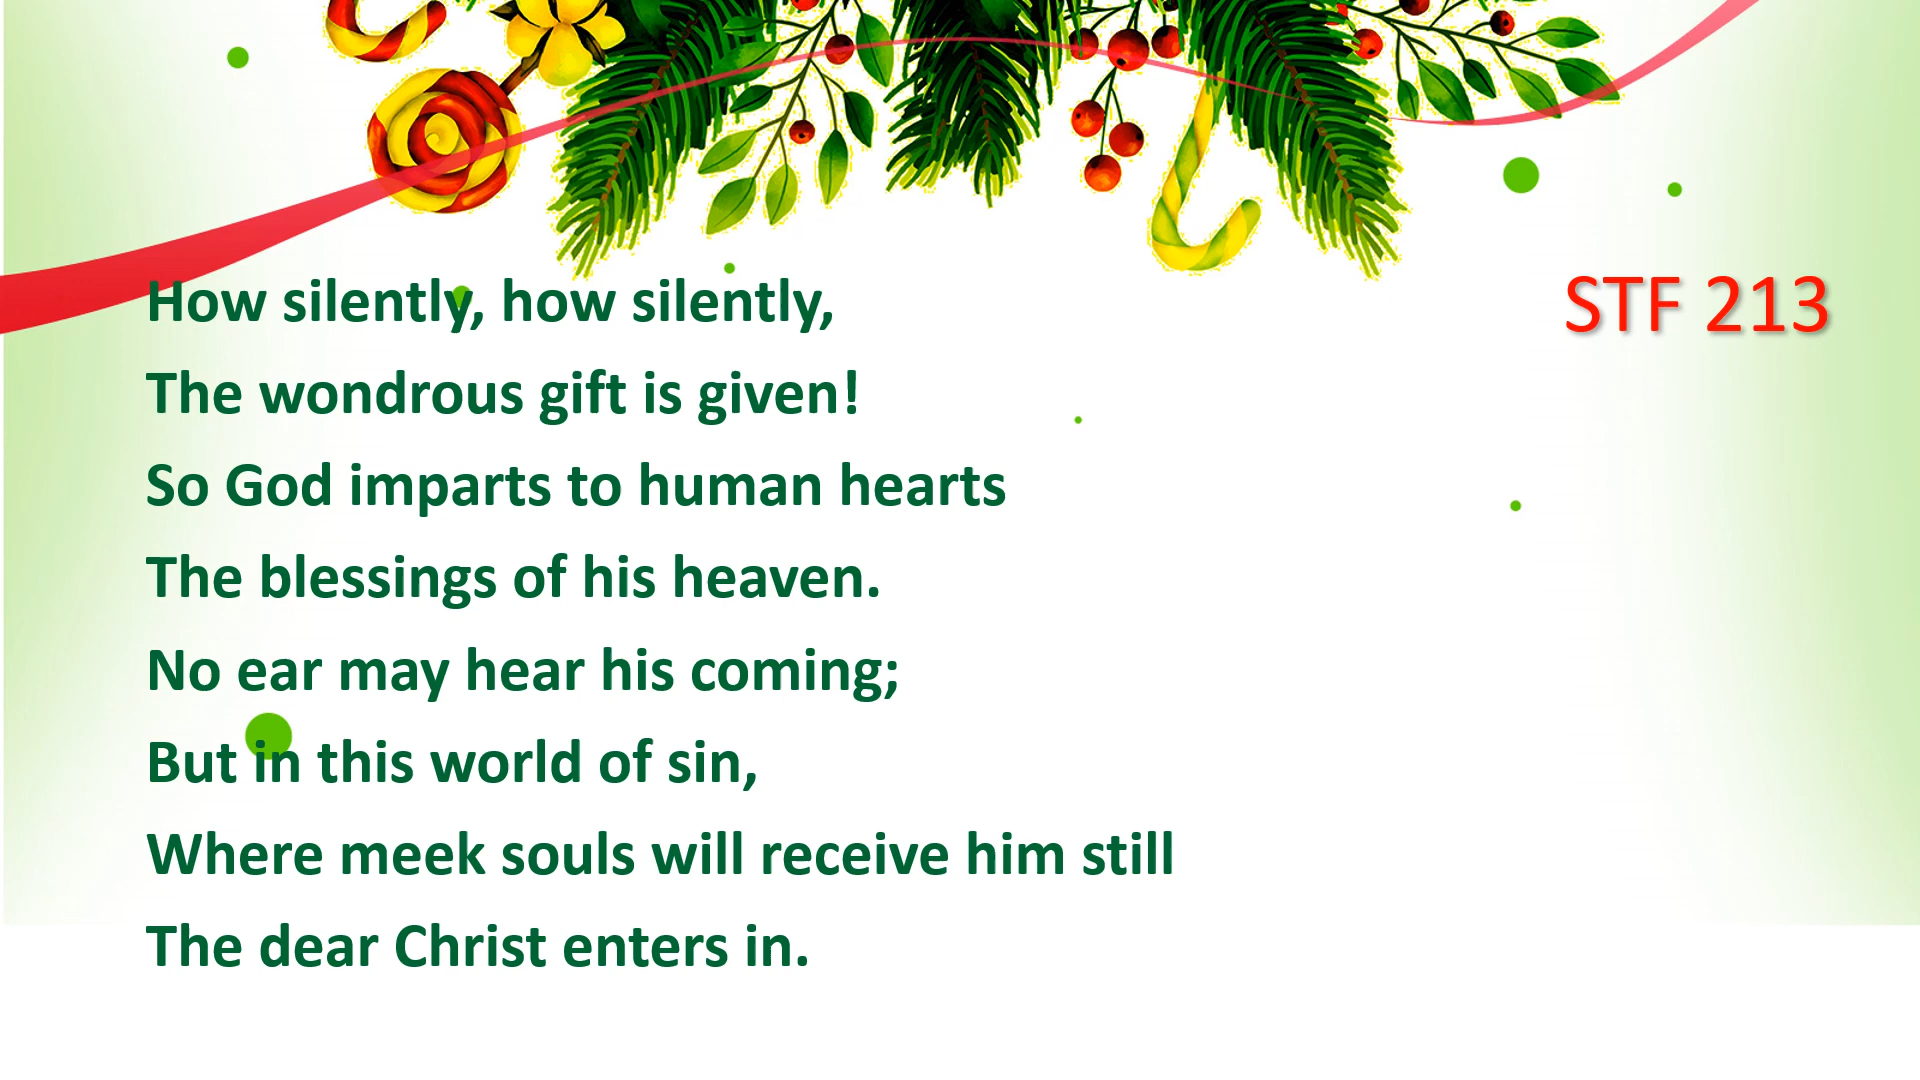 How silently, how silently,
STF 213
The wondrous gift is given!
So God imparts to human hearts
The blessings of his heaven.
No ear may hear his coming;
But in this world of sin,
Where meek souls will receive him still
The dear Christ enters in.